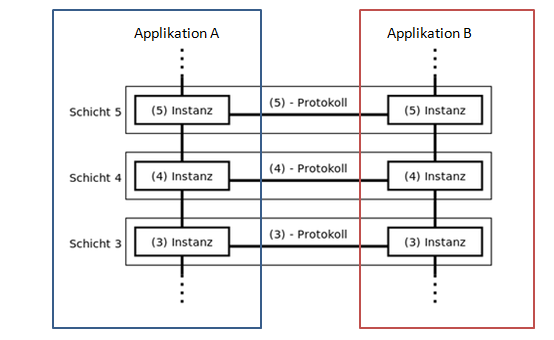 Applikation A
Applikation B
Schicht 5
(5) Instanz
(5) - Protokoll
(5) Instanz
Schicht 4
(4) Instanz
(4) - Protokoll
(4) Instanz
Schicht 3
(3) Instanz
(3) - Protokoll
(3) Instanz